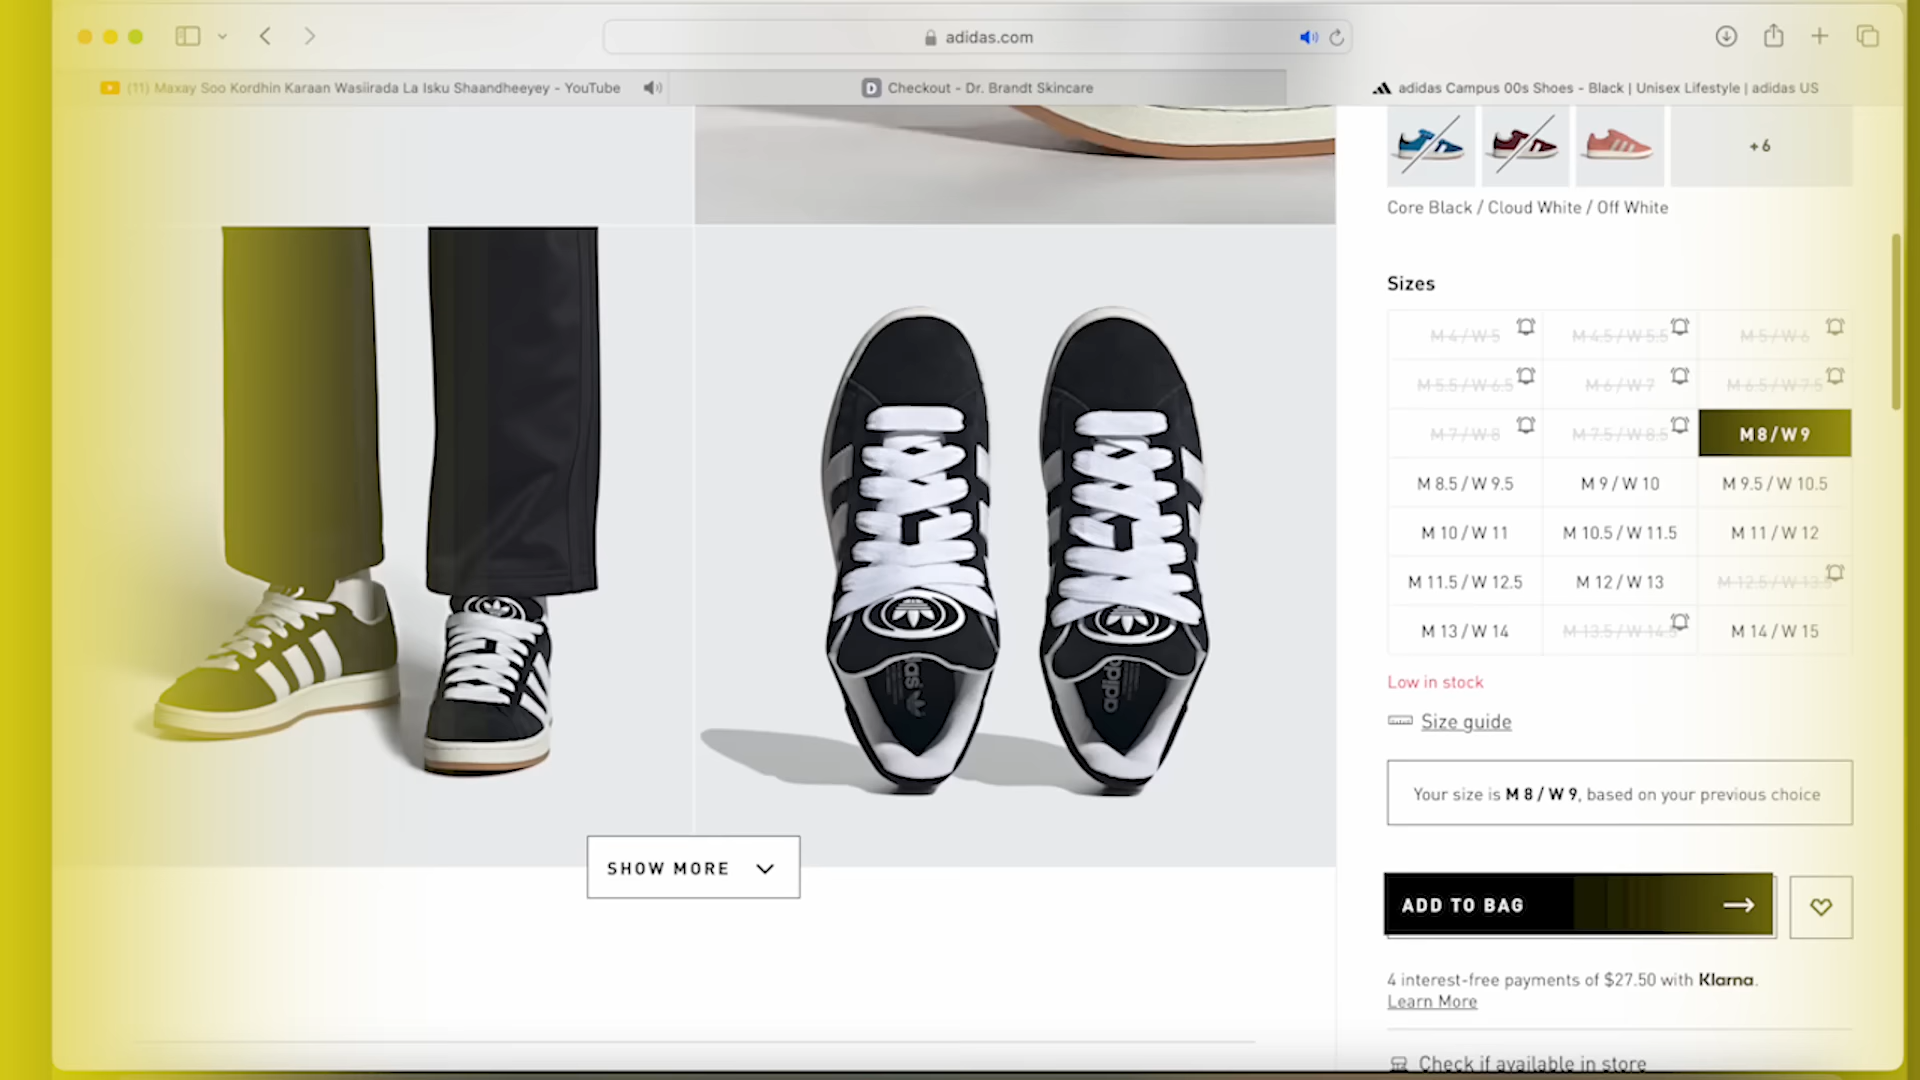 adidas.com
(11) Maxay Soo Kordhin Karaan Wasiirada La Isku Shaandheeyey - YouTube
D Checkout - Dr. Brandt Skincare
adidas Campus 00s Shoes - Black | Unisex Lifestyle | adidas US
+6
Core Black / Cloud White / Off White
Sizes
M 4 / W 5
M 4.5 / W 5.5
M 5 / W 6
M 5.5 / W 6.5
M 6 / W 7
M 6.5 / W 7.5
M 7 / W 8
M 7.5 / W 8.5
M 8 / W 9
M 8.5 / W 9.5
M 9 / W 10
M 9.5 / W 10.5
M 10 / W 11
M 10.5 / W 11.5
M 11 / W 12
M 11.5 / W 12.5
M 12 / W 13
M 12.5 / W 13.5
M 13 / W 14
M 13.5 / W 14.5
M 14 / W 15
Low in stock
Size guide
Your size is M 8 / W 9, based on your previous choice
SHOW MORE
ADD TO BAG
4 interest-free payments of $27.50 with Klarna.
Learn More
Check if available in store
adidas